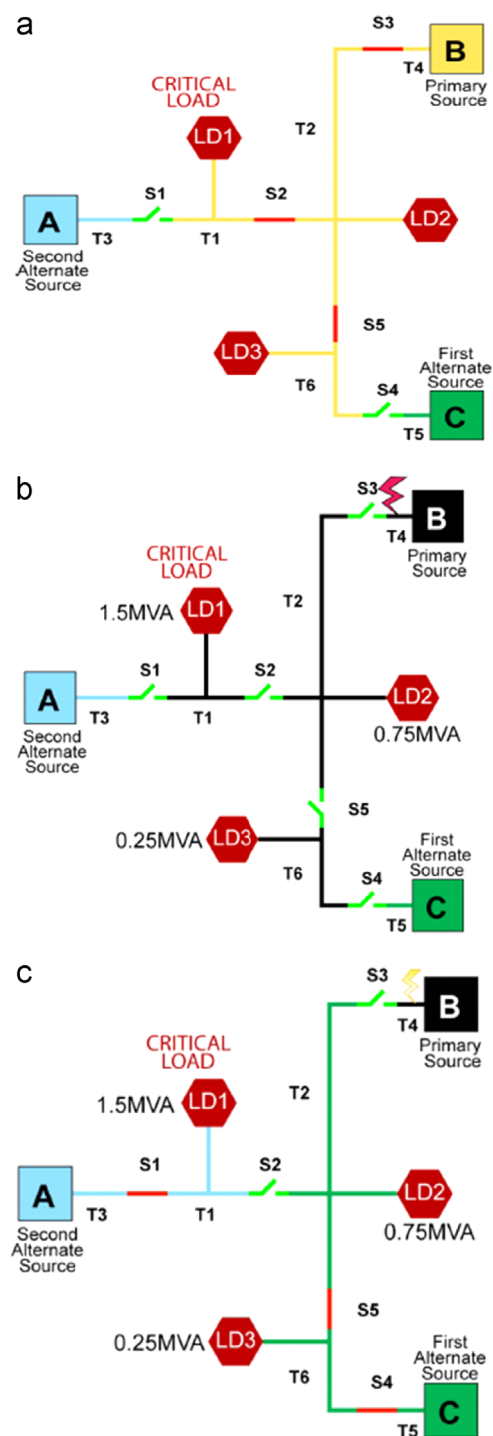 a
S3
B
T4
Primary
Source
CRITICAL
LOAD
T2
LD1
S1
S2
A
LD2
T3
T1
Second
Alternate
Source
S5
LD3
First
Alternate
Source
T6
S4
C
T5
b
S3
B
T4
Primary
Source
CRITICAL
LOAD
T2
1.5MVA
LD1
S1
S2
A
LD2
T3
T1
Second
Alternate
Source
0.75MVA
S5
0.25MVA
LD3
First
Alternate
Source
T6
S4
C
T5
c
S3
B
T4
Primary
Source
CRITICAL
LOAD
T2
1.5MVA
LD1
S1
S2
A
LD2
T3
T1
Second
Alternate
Source
0.75MVA
S5
0.25MVA
LD3
First
Alternate
Source
T6
S4
C
T5